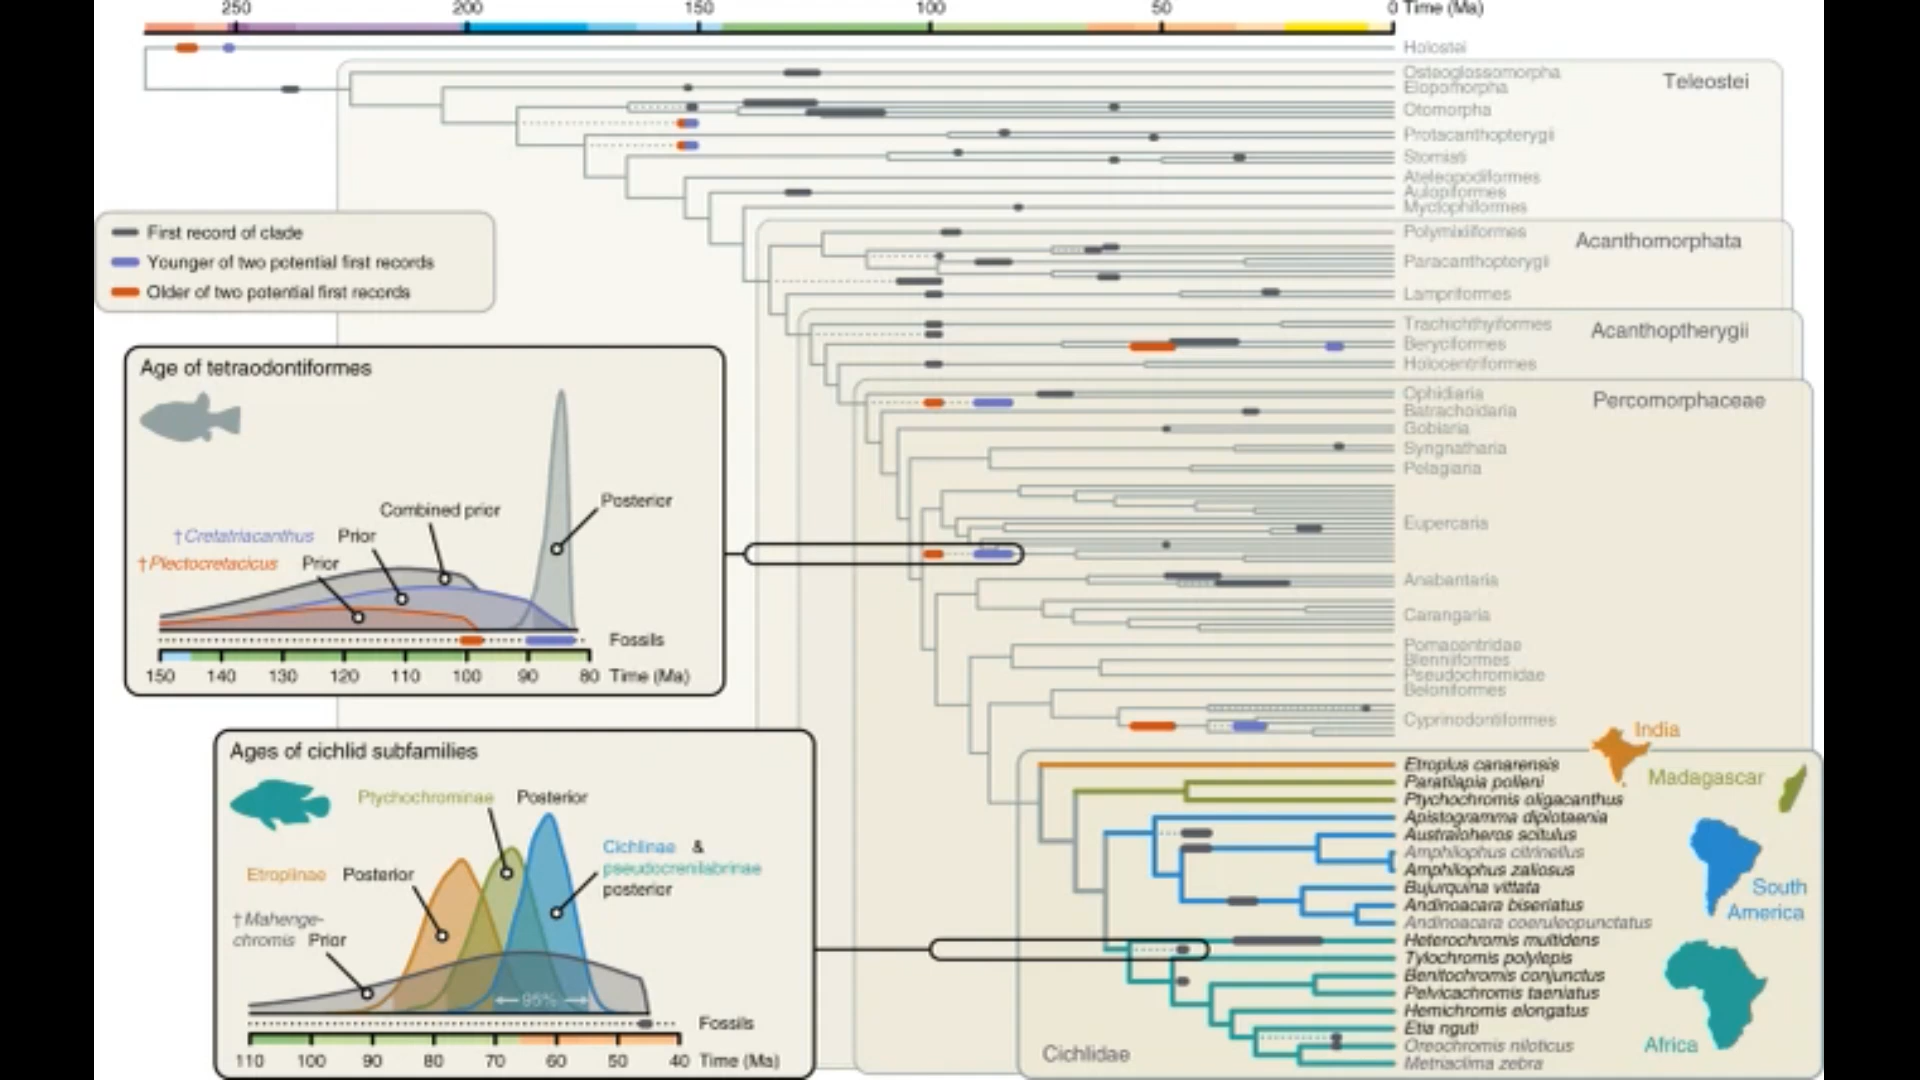 250 200 150 100 50 0 Time (Ma)
Holostei
Osteoglossomorpha
Teleostei
Elopomorpha
Otomorpha
Protacanthopterygii
Stomiati
Ateleopodiformes
Aulopiformes
Myctophiformes
First record of clade
Younger of two potential first records
Older of two potential first records
Polymixiiformes
Acanthomorphata
Paracanthopterygii
Lampriformes
Trachichthyiformes
Acanthoptherygii
Beryciformes
Holocentriformes
Ophidiaria
Percomorphaceae
Batrachoidaria
Gobiaria
Syngnatharia
Pelagiaria
Eupercaria
Anabantaria
Carangaria
Pomacentridae
Blenniiformes
Pseudochromidae
Beloniformes
Cyprinodontiformes
Age of tetraodontiformes
Combined prior
Posterior
†Cretatriacanthus Prior
†Plectocretacicus Prior
Fossils
150 140 130 120 110 100 90 80 Time (Ma)
Ages of cichlid subfamilies
Ptychochrominae Posterior
Cichlinae &
pseudocrenilabrinae
posterior
Etroplinae Posterior
†Mahenge-
chromis Prior
95%
Fossils
110 100 90 80 70 60 50 40 Time (Ma)
India
Madagascar
South
America
Africa
Etroplus canarensis
Paratilapia polleni
Ptychochromis oligacanthus
Apistogramma diplotaenia
Australoheros scitulus
Amphilophus citrinellus
Amphilophus zaliosus
Bujurquina vittata
Andinoacara biseriatus
Andinoacara coeruleopunctatus
Heterochromis multidens
Tylochromis polylepis
Benitochromis conjunctus
Pelvicachromis taeniatus
Hemichromis elongatus
Etia nguti
Oreochromis niloticus
Metriaclima zebra
Cichlidae